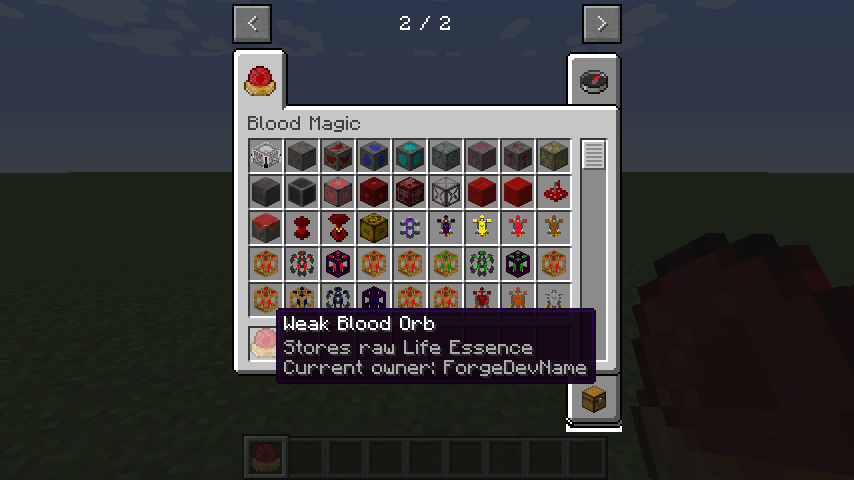 < 2 / 2 >
Blood Magic
Weak Blood Orb
Stores raw Life Essence
Current owner: ForgeDevName